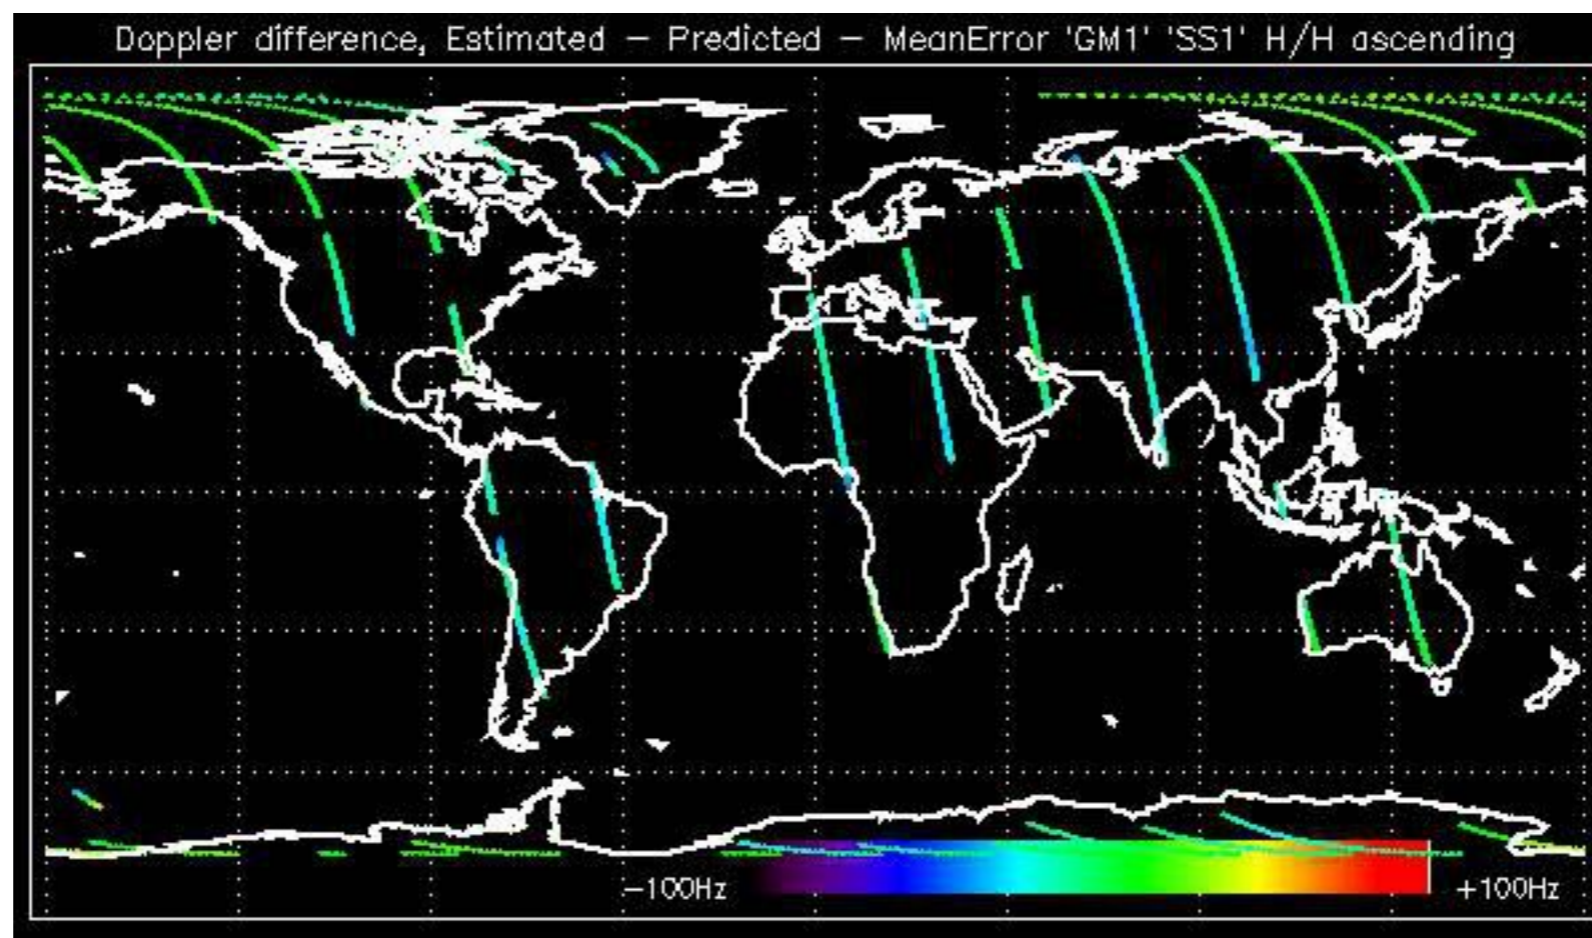 Doppler difference, Estimated – Predicted – MeanError 'GM1' 'SS1' H/H ascending
–100Hz +100Hz